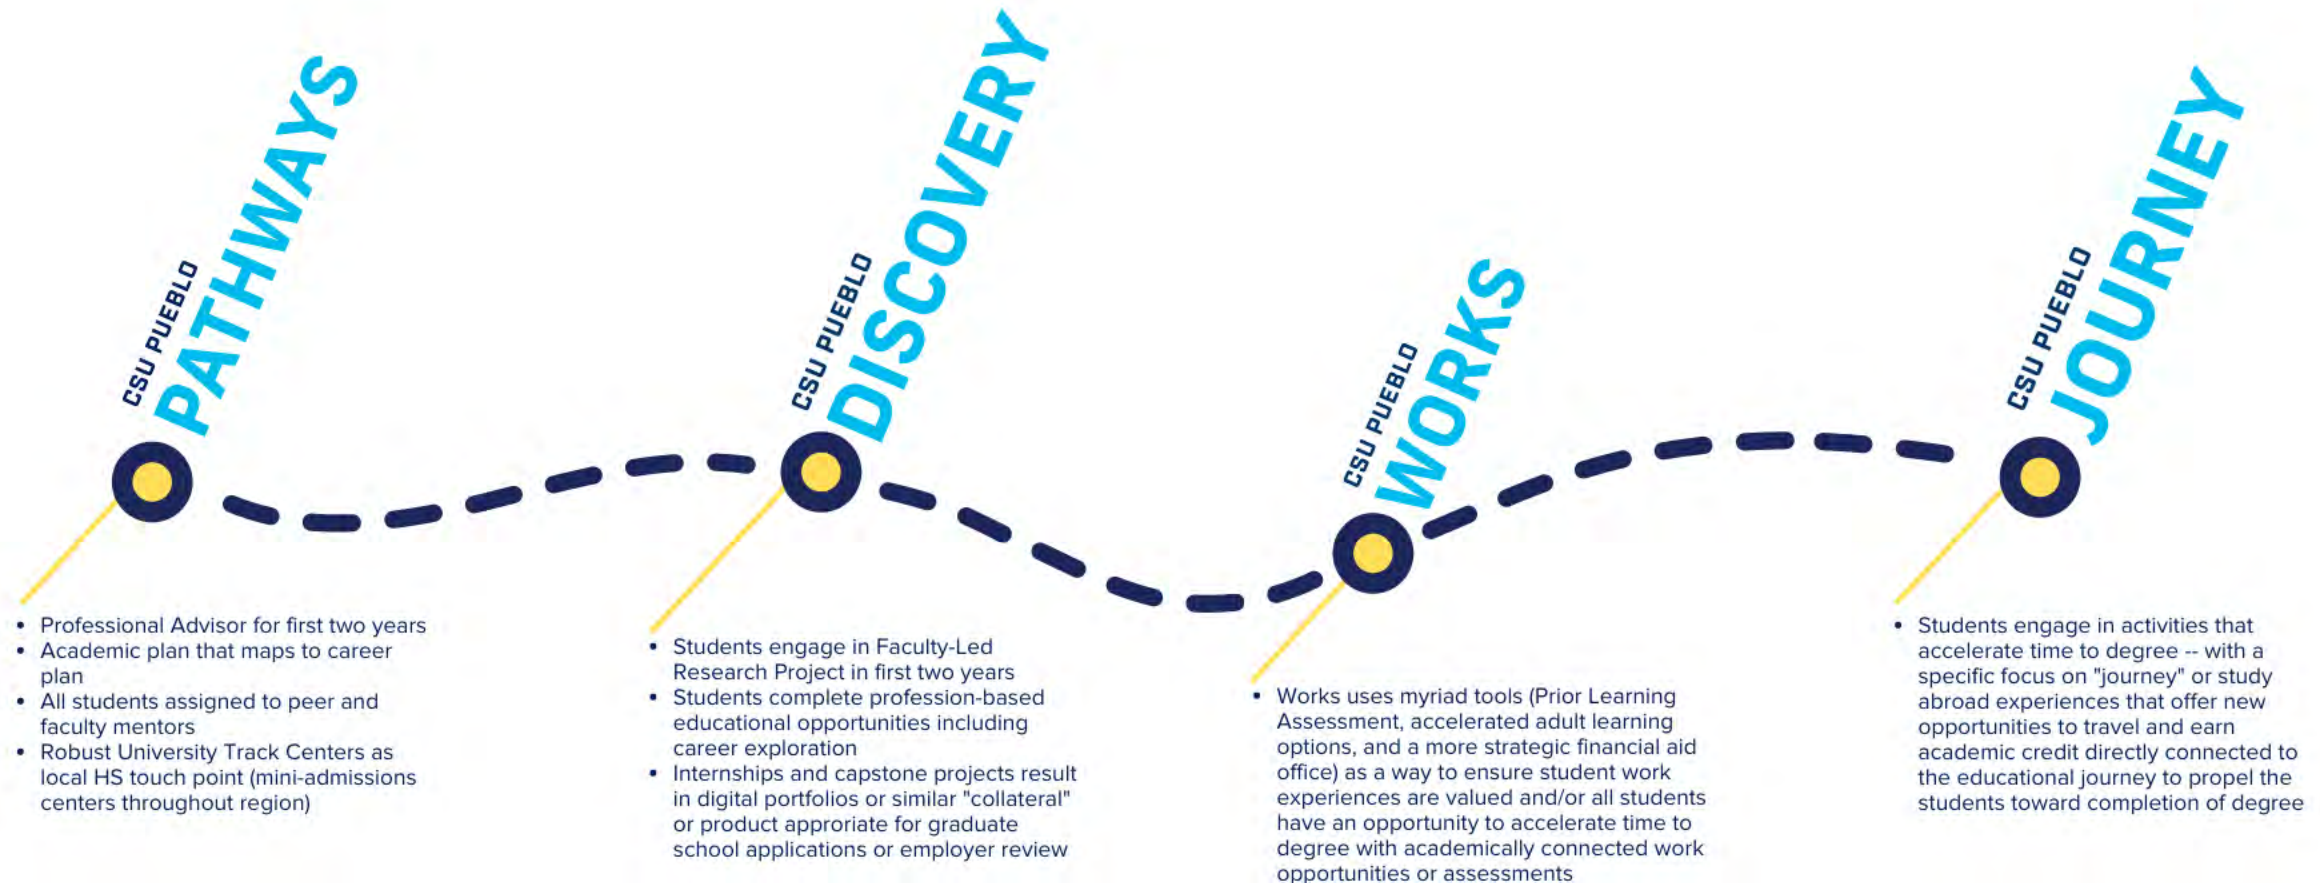 CSU PUEBLO
PATHWAYS
• Professional Advisor for first two years
• Academic plan that maps to career
plan
• All students assigned to peer and
faculty mentors
• Robust University Track Centers as
local HS touch point (mini-admissions
centers throughout region)
CSU PUEBLO
DISCOVERY
• Students engage in Faculty-Led
Research Project in first two years
• Students complete profession-based
educational opportunities including
career exploration
• Internships and capstone projects result
in digital portfolios or similar "collateral"
or product approriate for graduate
school applications or employer review
CSU PUEBLO
WORKS
• Works uses myriad tools (Prior Learning
Assessment, accelerated adult learning
options, and a more strategic financial aid
office) as a way to ensure student work
experiences are valued and/or all students
have an opportunity to accelerate time to
degree with academically connected work
opportunities or assessments
CSU PUEBLO
JOURNEY
• Students engage in activities that
accelerate time to degree -- with a
specific focus on "journey" or study
abroad experiences that offer new
opportunities to travel and earn
academic credit directly connected to
the educational journey to propel the
students toward completion of degree